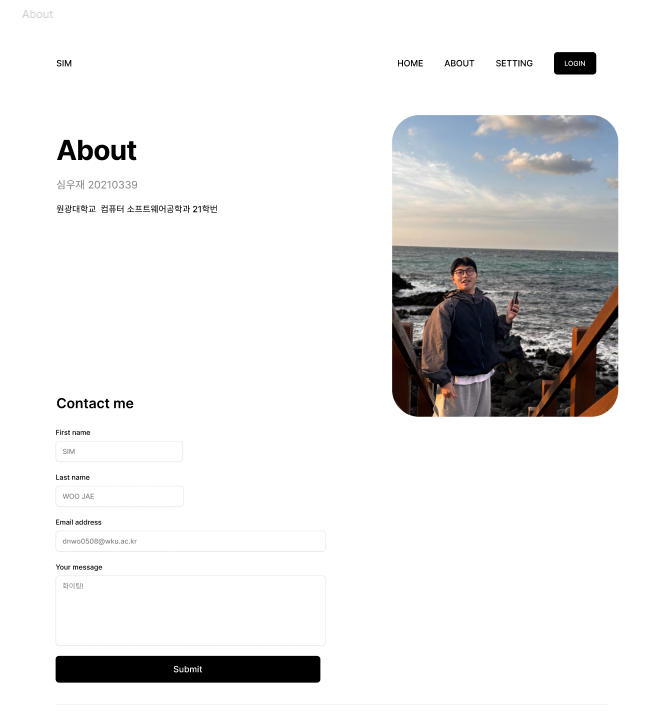 About
SIM
HOME ABOUT SETTING LOGIN
About
심우재 20210339
원광대학교 컴퓨터 소프트웨어공학과 21학번
Contact me
First name
SIM
Last name
WOO JAE
Email address
dnwo0508@wku.ac.kr
Your message
화이팅!
Submit